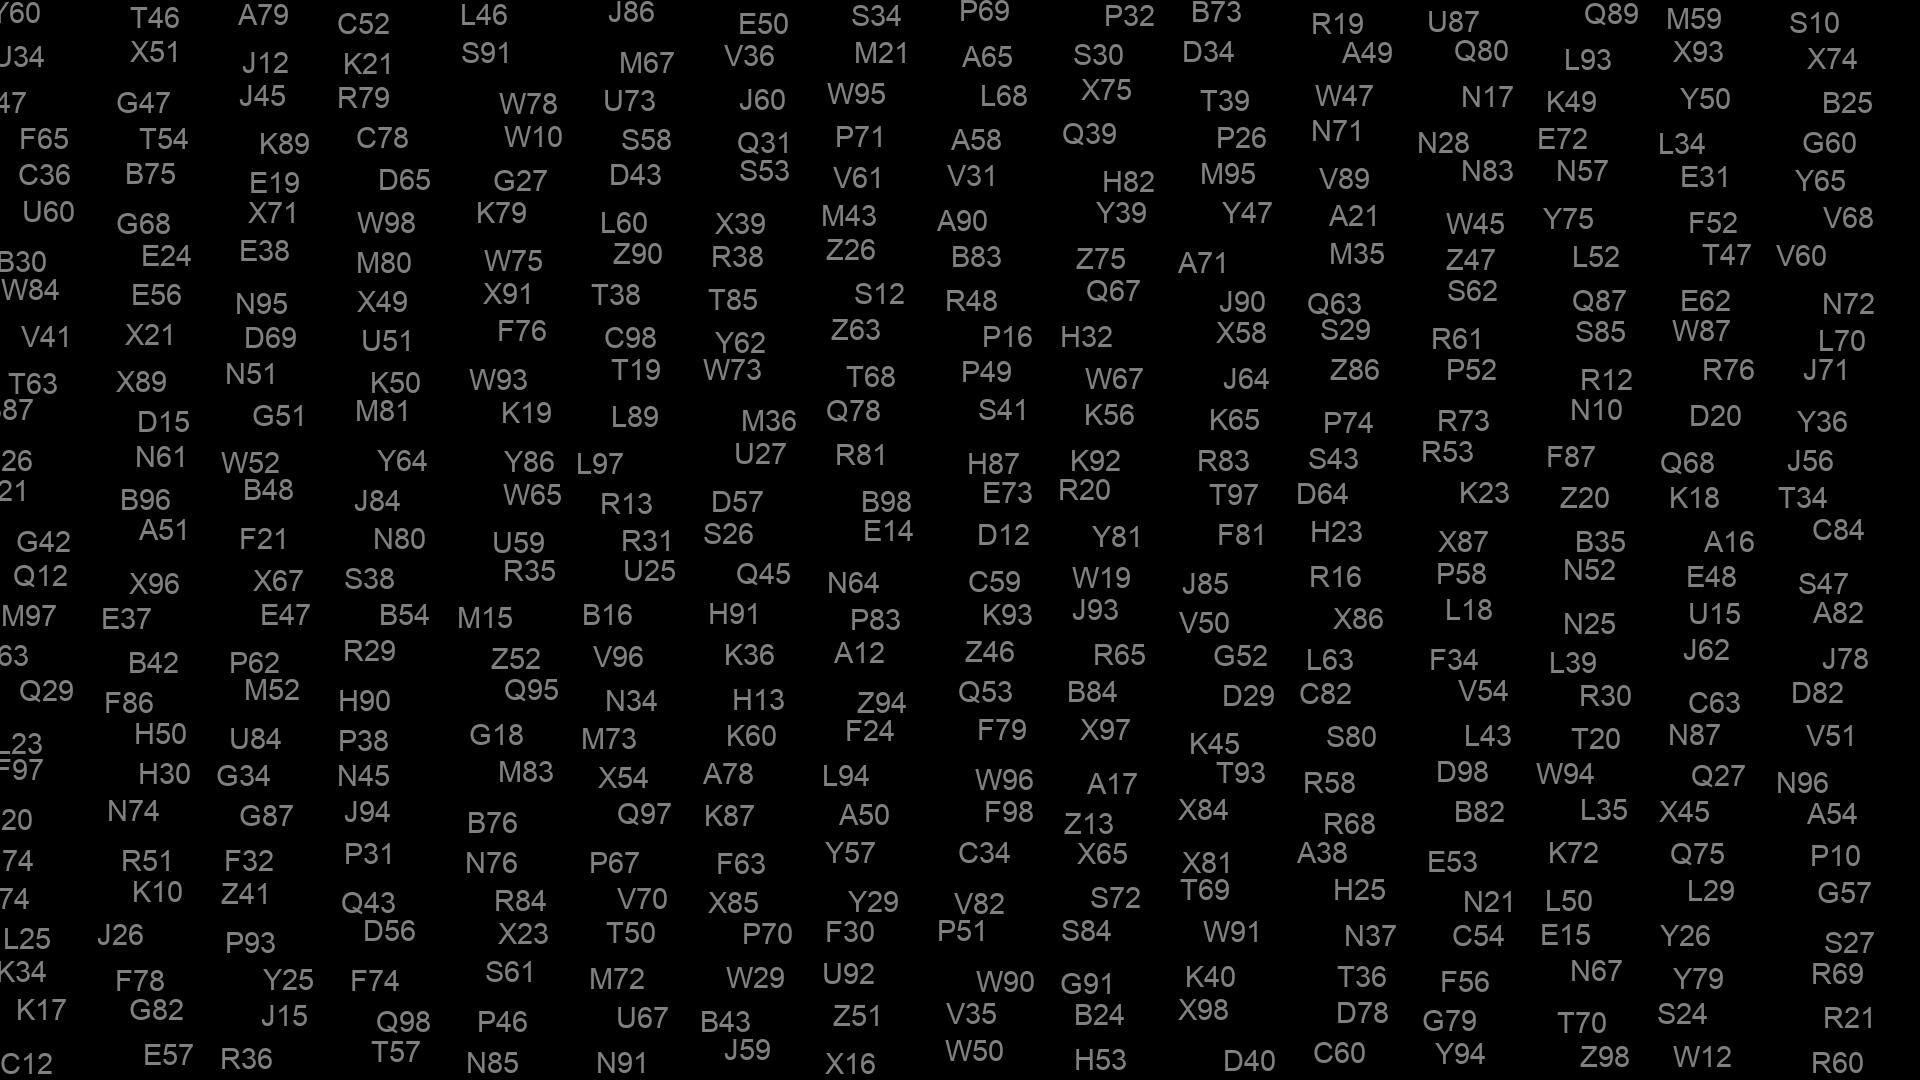 Y60 T46 A79 C52 L46 J86 E50 S34 P69 P32 B73 R19 U87 Q89 M59 S10
U34 X51 J12 K21 S91 M67 V36 M21 A65 S30 D34 A49 Q80 L93 X93 X74
47 G47 J45 R79 W78 U73 J60 W95 L68 X75 T39 W47 N17 K49 Y50 B25
F65 T54 K89 C78 W10 S58 Q31 P71 A58 Q39 P26 N71 N28 E72 L34 G60
C36 B75 E19 D65 G27 D43 S53 V61 V31 H82 M95 V89 N83 N57 E31 Y65
U60 G68 X71 W98 K79 L60 X39 M43 A90 Y39 Y47 A21 W45 Y75 F52 V68
B30 E24 E38 M80 W75 Z90 R38 Z26 B83 Z75 A71 M35 Z47 L52 T47 V60
W84 E56 N95 X49 X91 T38 T85 S12 R48 Q67 J90 Q63 S62 Q87 E62 N72
V41 X21 D69 U51 F76 C98 Y62 Z63 P16 H32 X58 S29 R61 S85 W87 L70
T63 X89 N51 K50 W93 T19 W73 T68 P49 W67 J64 Z86 P52 R12 R76 J71
87 D15 G51 M81 K19 L89 M36 Q78 S41 K56 K65 P74 R73 N10 D20 Y36
26 N61 W52 Y64 Y86 L97 U27 R81 H87 K92 R83 S43 R53 F87 Q68 J56
21 B96 B48 J84 W65 R13 D57 B98 E73 R20 T97 D64 K23 Z20 K18 T34
G42 A51 F21 N80 U59 R31 S26 E14 D12 Y81 F81 H23 X87 B35 A16 C84
Q12 X96 X67 S38 R35 U25 Q45 N64 C59 W19 J85 R16 P58 N52 E48 S47
M97 E37 E47 B54 M15 B16 H91 P83 K93 J93 V50 X86 L18 N25 U15 A82
63 B42 P62 R29 Z52 V96 K36 A12 Z46 R65 G52 L63 F34 L39 J62 J78
Q29 F86 M52 H90 Q95 N34 H13 Z94 Q53 B84 D29 C82 V54 R30 C63 D82
L23 H50 U84 P38 G18 M73 K60 F24 F79 X97 K45 S80 L43 T20 N87 V51
F97 H30 G34 N45 M83 X54 A78 L94 W96 A17 T93 R58 D98 W94 Q27 N96
20 N74 G87 J94 B76 Q97 K87 A50 F98 Z13 X84 R68 B82 L35 X45 A54
74 R51 F32 P31 N76 P67 F63 Y57 C34 X65 X81 A38 E53 K72 Q75 P10
74 K10 Z41 Q43 R84 V70 X85 Y29 V82 S72 T69 H25 N21 L50 L29 G57
L25 J26 P93 D56 X23 T50 P70 F30 P51 S84 W91 N37 C54 E15 Y26 S27
K34 F78 Y25 F74 S61 M72 W29 U92 W90 G91 K40 T36 F56 N67 Y79 R69
K17 G82 J15 Q98 P46 U67 B43 Z51 V35 B24 X98 D78 G79 T70 S24 R21
C12 E57 R36 T57 N85 N91 J59 X16 W50 H53 D40 C60 Y94 Z98 W12 R60